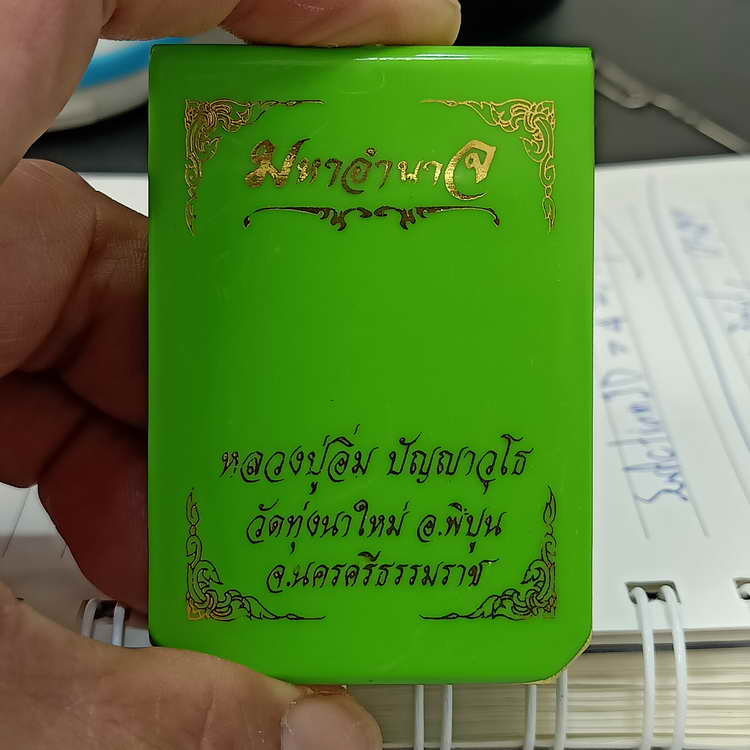 มหาอำนาจ
หลวงปู่อิ่ม ปัญญาวุโธ
วัดทุ่งนาใหม่ อ.พิปูน
จ.นครศรีธรรมราช